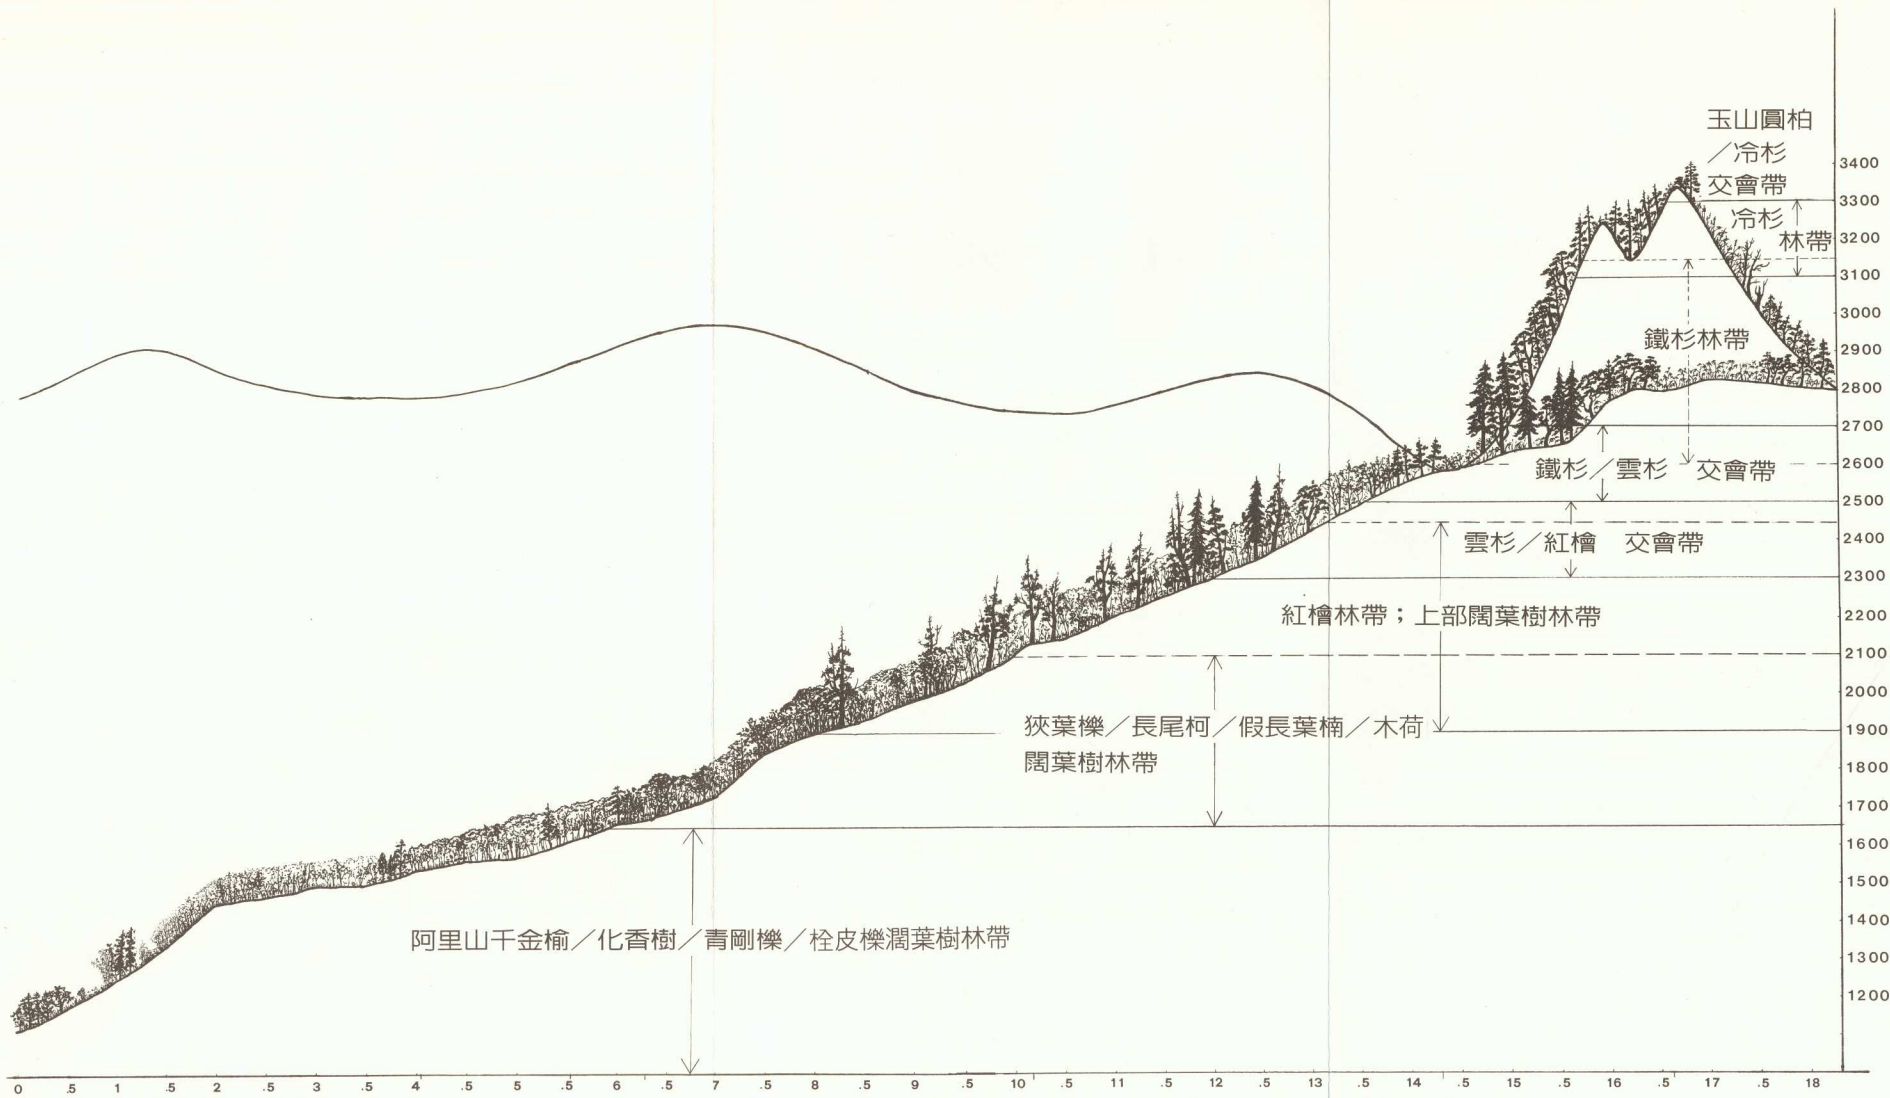 玉山圓柏
／冷杉
交會帶
冷杉
林帶
鐵杉林帶
鐵杉／雲杉 交會帶
雲杉／紅檜 交會帶
紅檜林帶；上部闊葉樹林帶
狹葉櫟／長尾柯／假長葉楠／木荷
闊葉樹林帶
阿里山千金榆／化香樹／青剛櫟／栓皮櫟濶葉樹林帶
3400
3300
3200
3100
3000
2900
2800
2700
2600
2500
2400
2300
2200
2100
2000
1900
1800
1700
1600
1500
1400
1300
1200
0 .5 1 .5 2 .5 3 .5 4 .5 5 .5 6 .5 7 .5 8 .5 9 .5 10 .5 11 .5 12 .5 13 .5 14 .5 15 .5 16 .5 17 .5 18